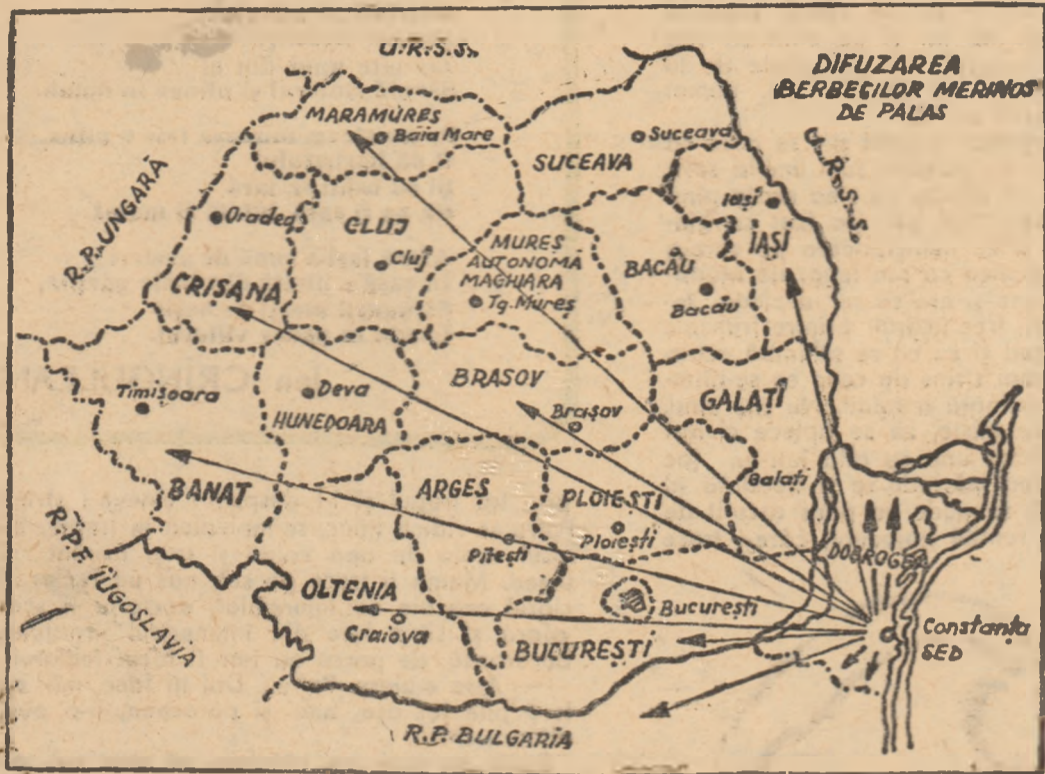 U.R.S.S.
DIFUZAREA
BERBECILOR MERINOS
DE PALAS
MARAMUREȘ
Baia Mare
Suceava
SUCEAVA
U.R.S.S.
R.P. UNGARĂ
Oradea
CLUJ
Cluj
MUREȘ
AUTONOMĂ
MAGHIARA
Tg. Mureș
Iași
IAȘI
BACĂU
Bacău
CRIȘANA
Timișoara
Deva
HUNEDOARA
BRAȘOV
Brașov
GALAȚI
Galați
BANAT
ARGEȘ
Pitești
PLOIEȘTI
Ploiești
DOBROGEA
R.P.F. IUGOSLAVIA
OLTENIA
Craiova
București
BUCUREȘTI
Constanța
SED
R.P. BULGARIA